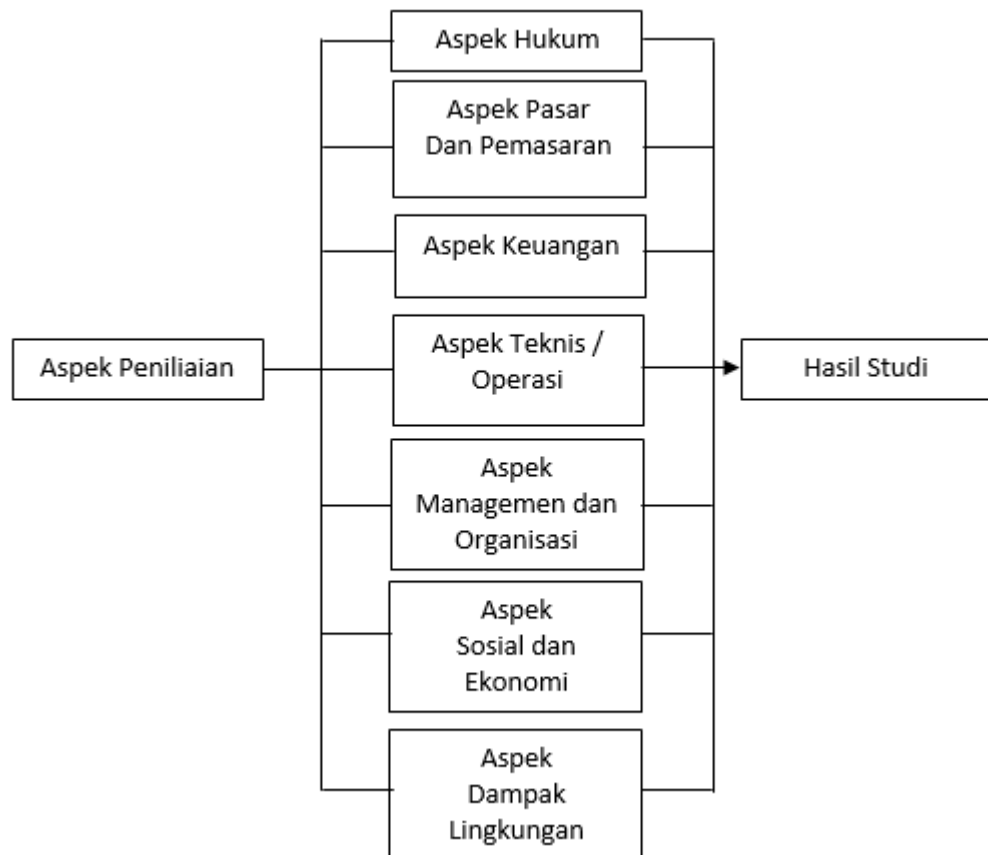 Aspek Hukum
Aspek Pasar
Dan Pemasaran
Aspek Keuangan
Aspek Peniliaian
Aspek Teknis /
Operasi
Hasil Studi
Aspek
Managemen dan
Organisasi
Aspek
Sosial dan
Ekonomi
Aspek
Dampak
Lingkungan